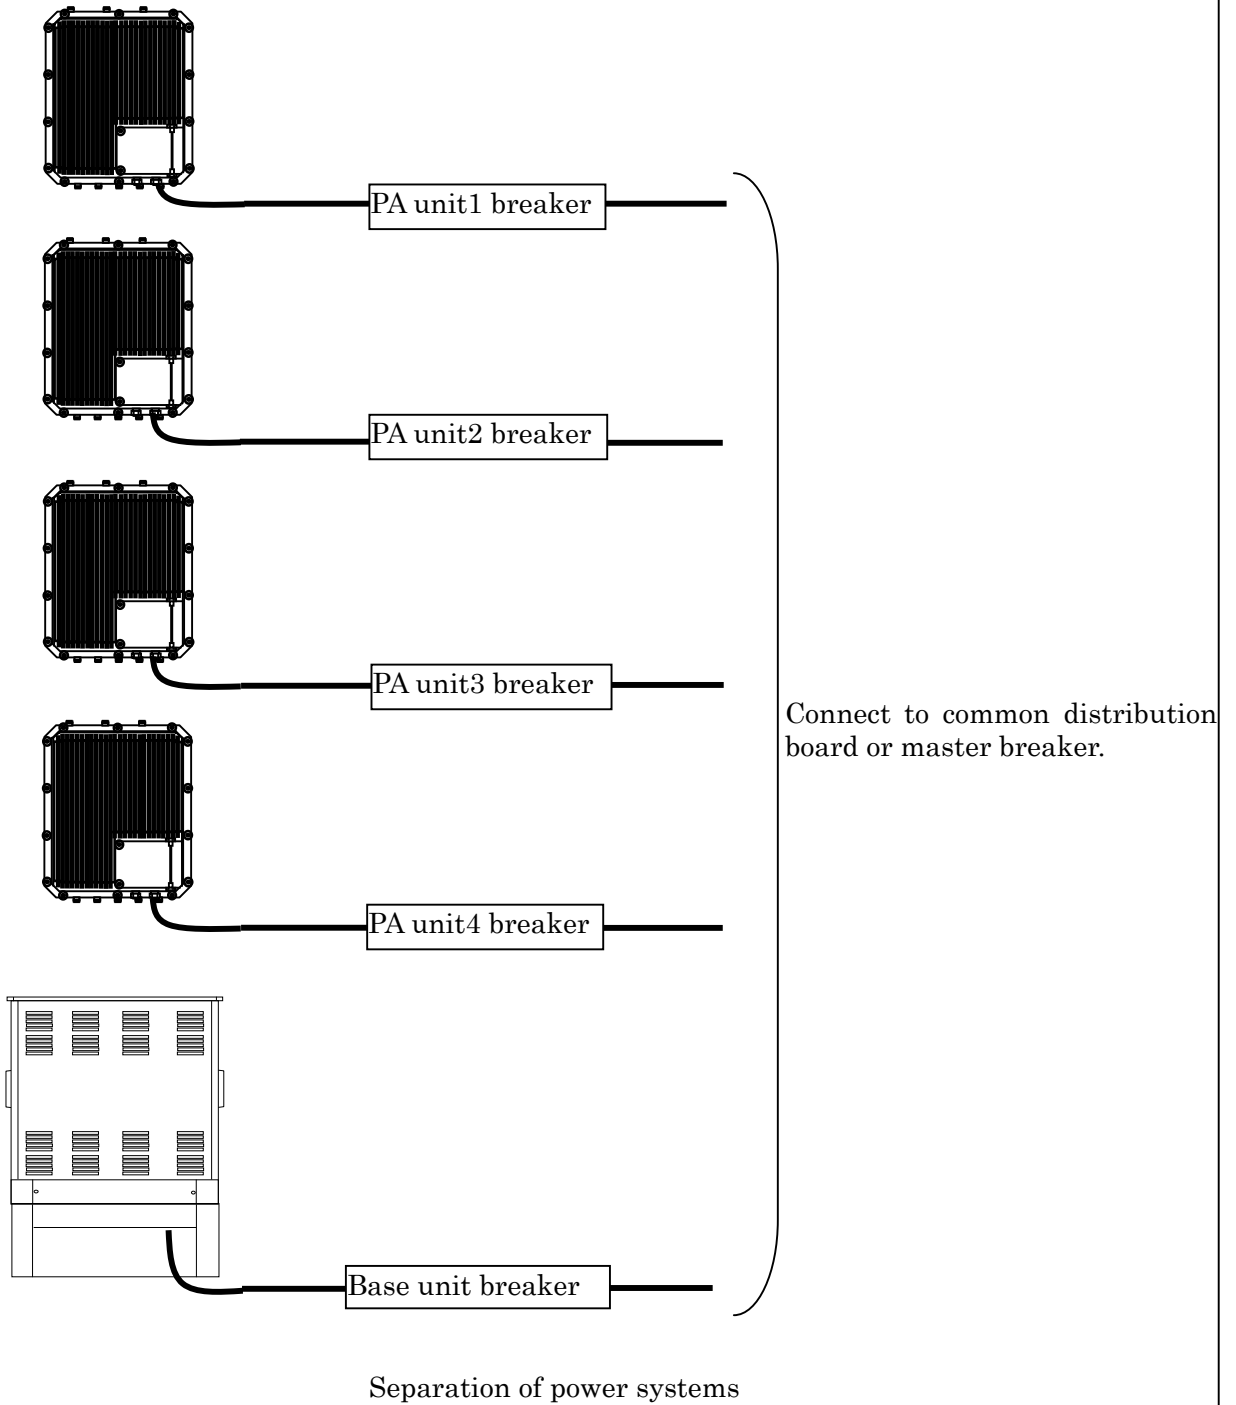 PA unit1 breaker
PA unit2 breaker
PA unit3 breaker
Connect to common distribution
board or master breaker.
PA unit4 breaker
Base unit breaker
Separation of power systems